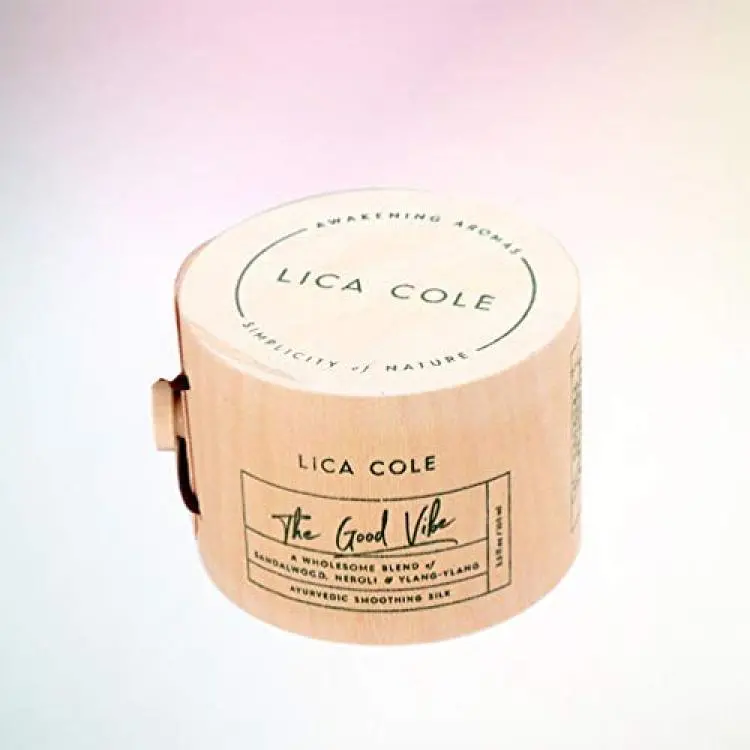 AWAKENING AROMAS
LICA COLE
SIMPLICITY of NATURE
LICA COLE
The Good Vibe
A WHOLESOME BLEND of
SANDALWOOD, NEROLI & YLANG-YLANG
AYURVEDIC SMOOTHING SILK